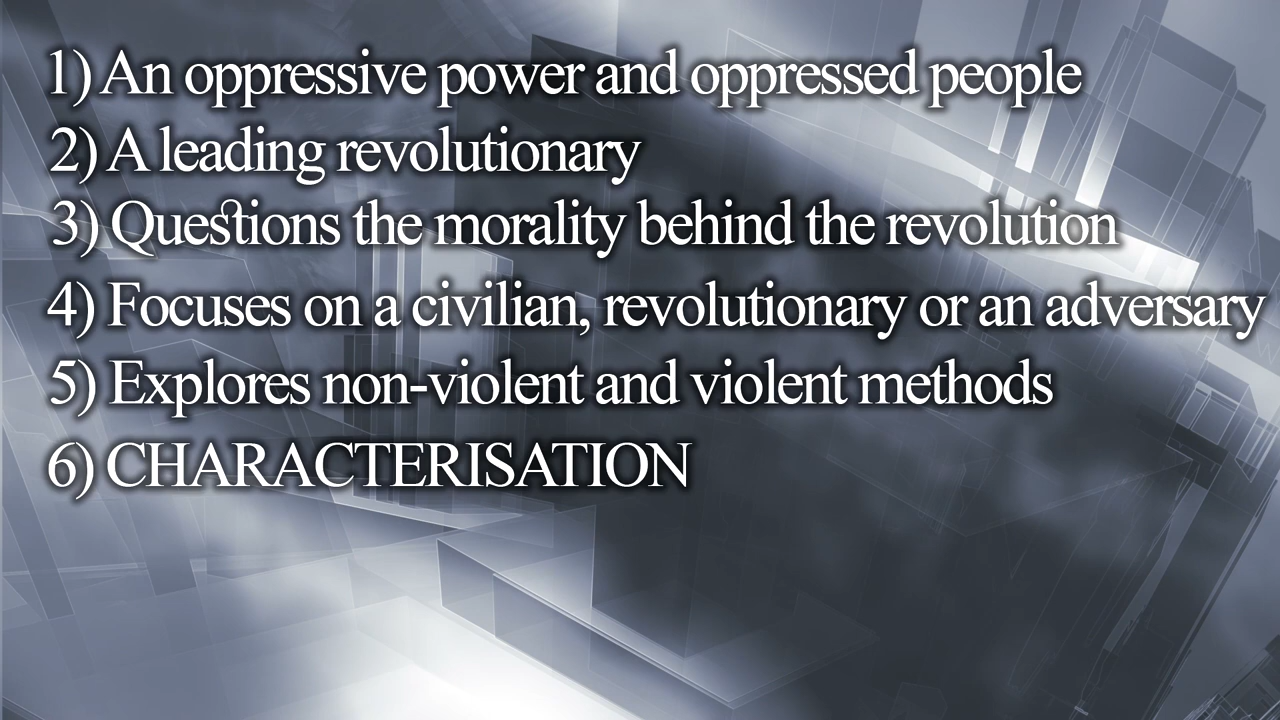 1) An oppressive power and oppressed people
2) A leading revolutionary
3) Questions the morality behind the revolution
4) Focuses on a civilian, revolutionary or an adversary
5) Explores non-violent and violent methods
6) CHARACTERISATION